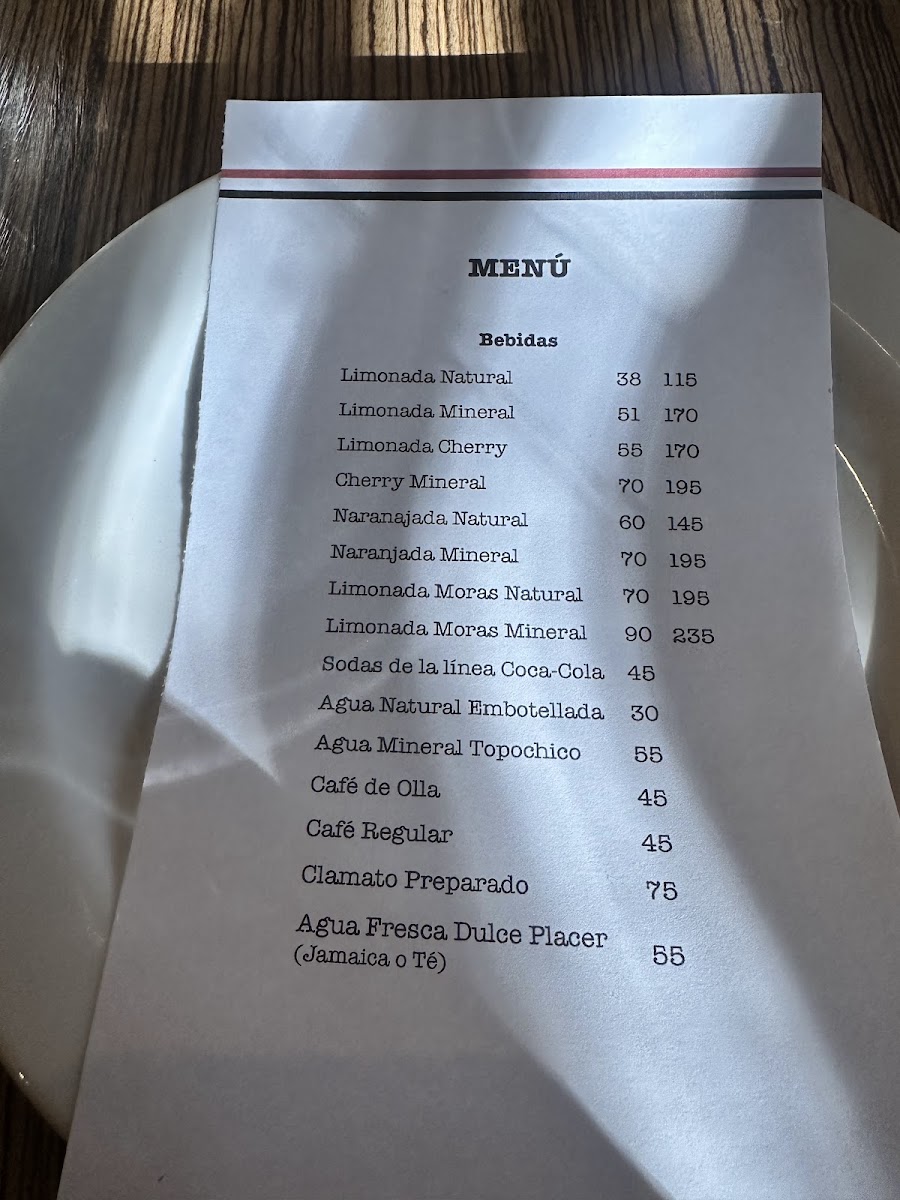 MENÚ
Bebidas
Limonada Natural 38 115
Limonada Mineral 51 170
Limonada Cherry 55 170
Cherry Mineral 70 195
Naranajada Natural 60 145
Naranjada Mineral 70 195
Limonada Moras Natural 70 195
Limonada Moras Mineral 90 235
Sodas de la línea Coca-Cola 45
Agua Natural Embotellada 30
Agua Mineral Topochico 55
Café de Olla 45
Café Regular 45
Clamato Preparado 75
Agua Fresca Dulce Placer 55
(Jamaica o Té)